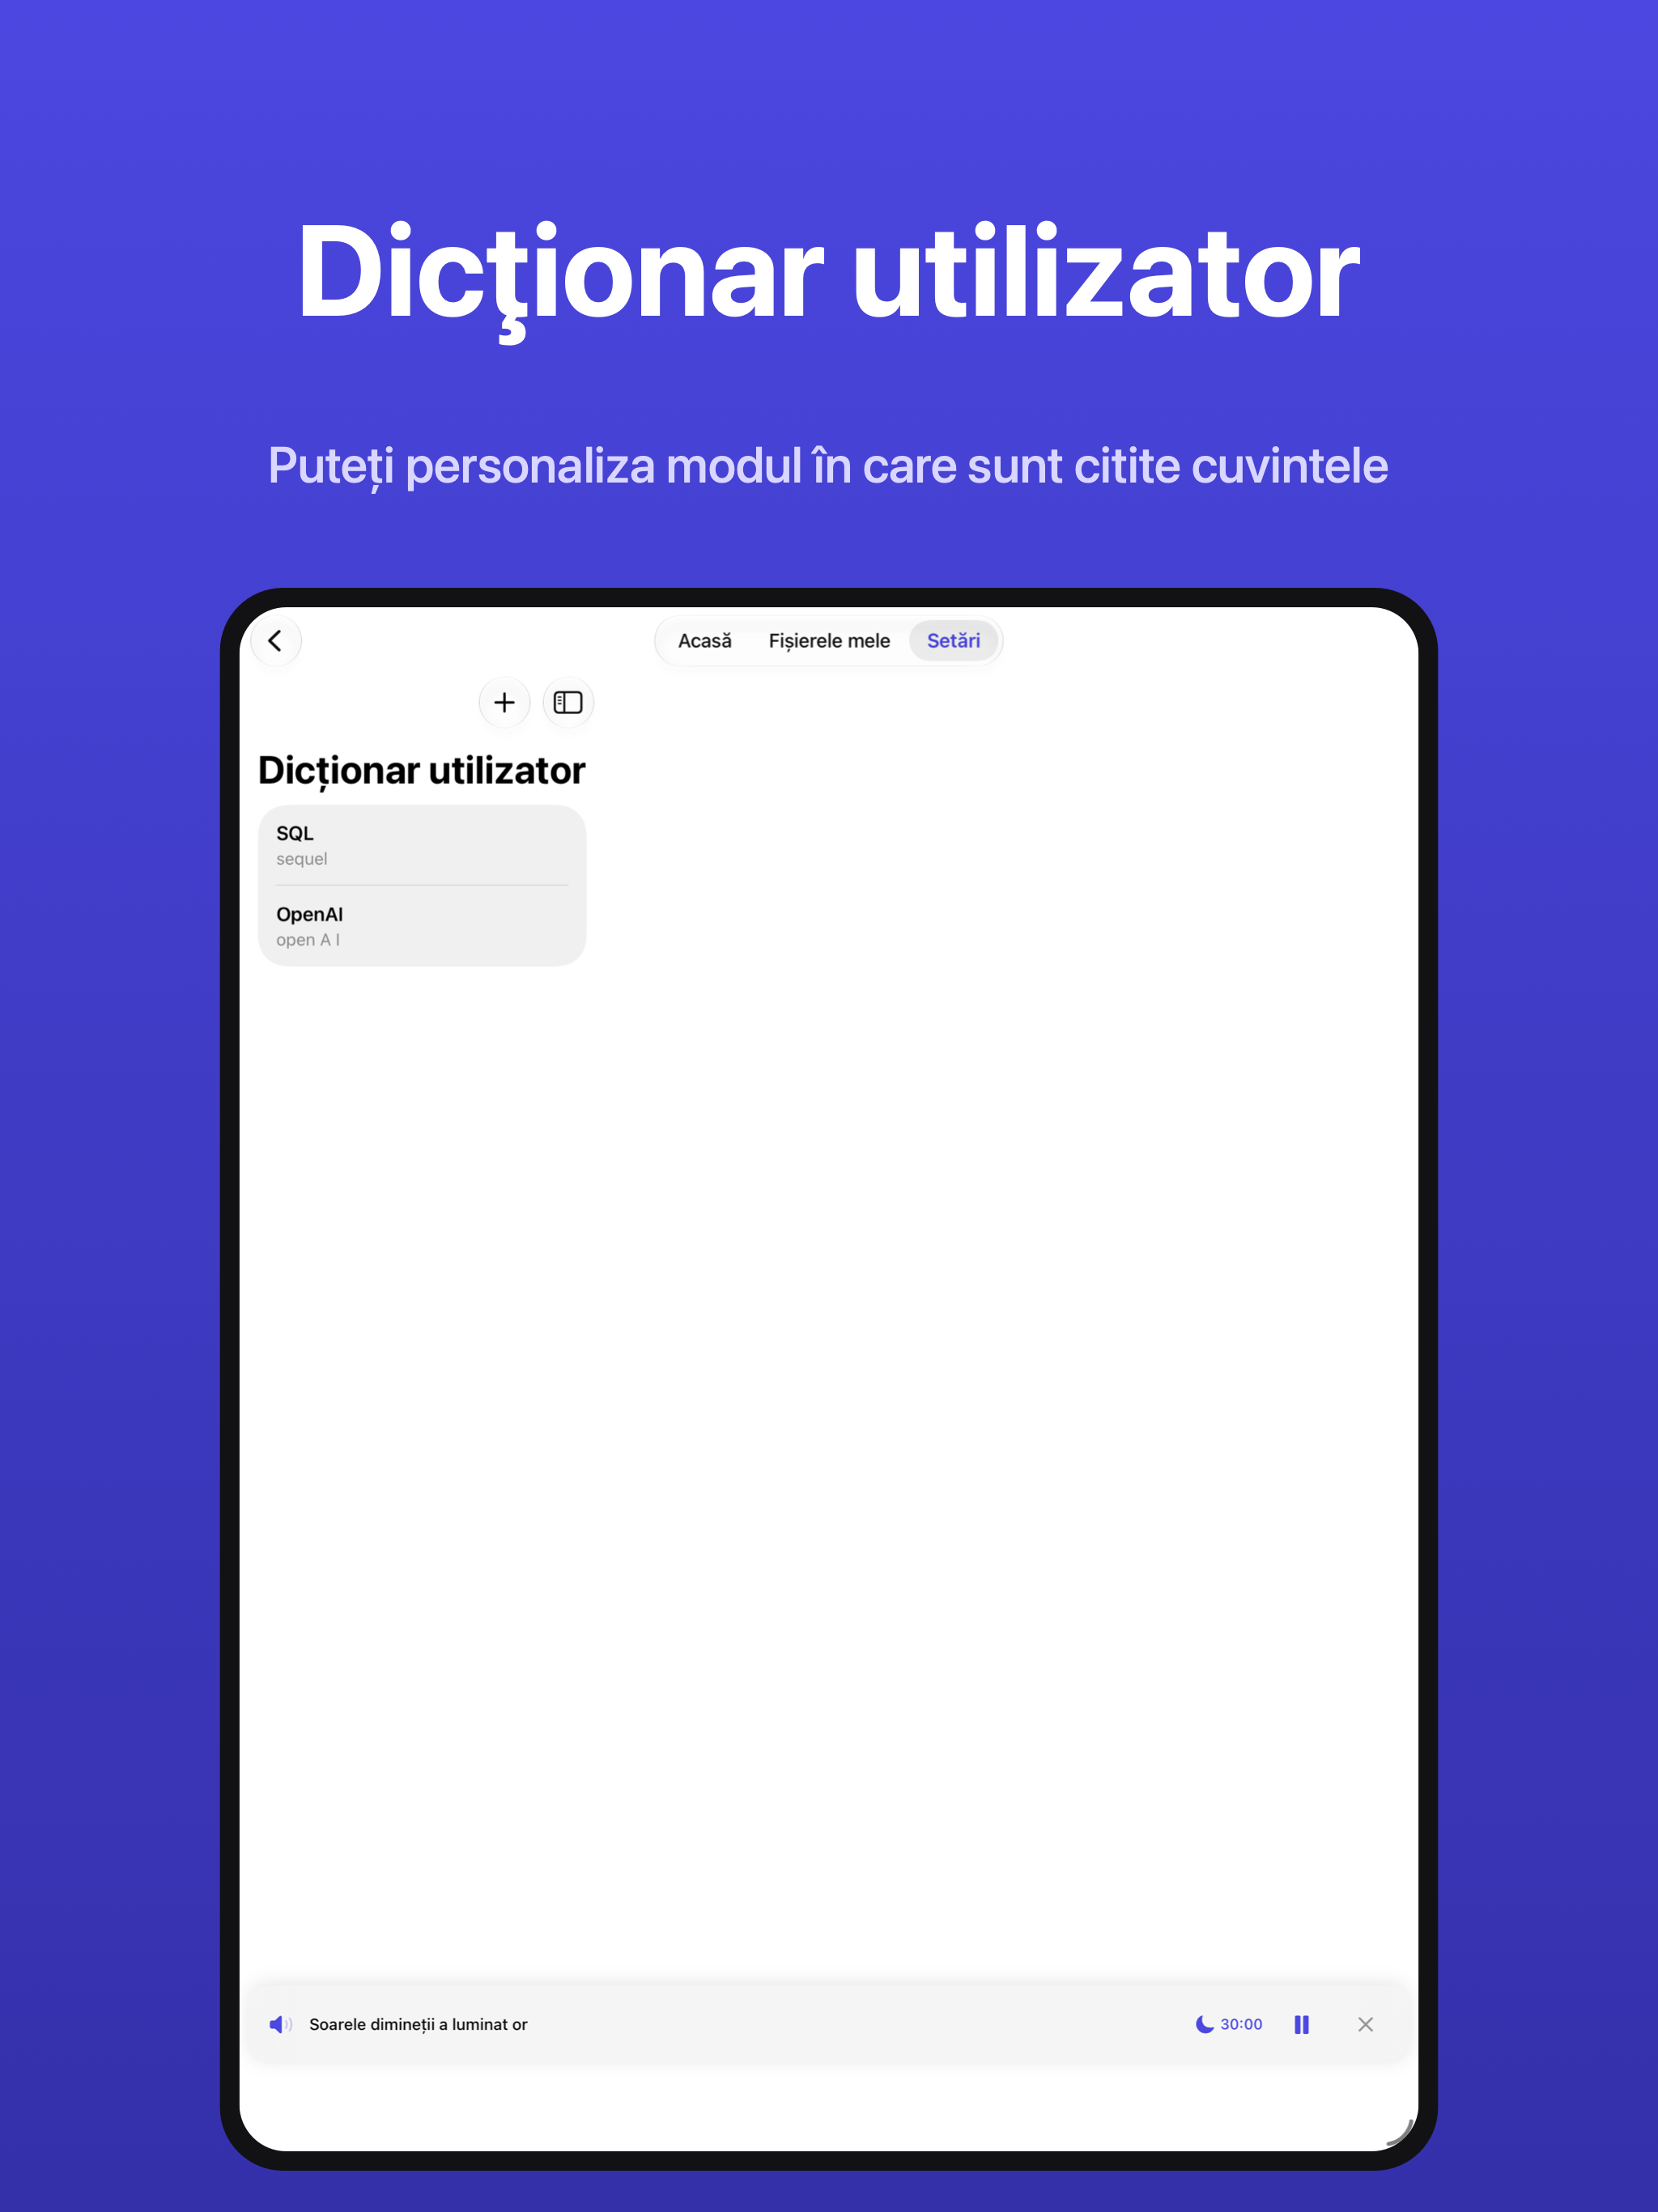 Dicţionar utilizator
Puteți personaliza modul în care sunt citite cuvintele
Acasă Fișierele mele Setări
Dicționar utilizator
SQL
sequel
OpenAI
open A I
Soarele dimineții a luminat or 30:00